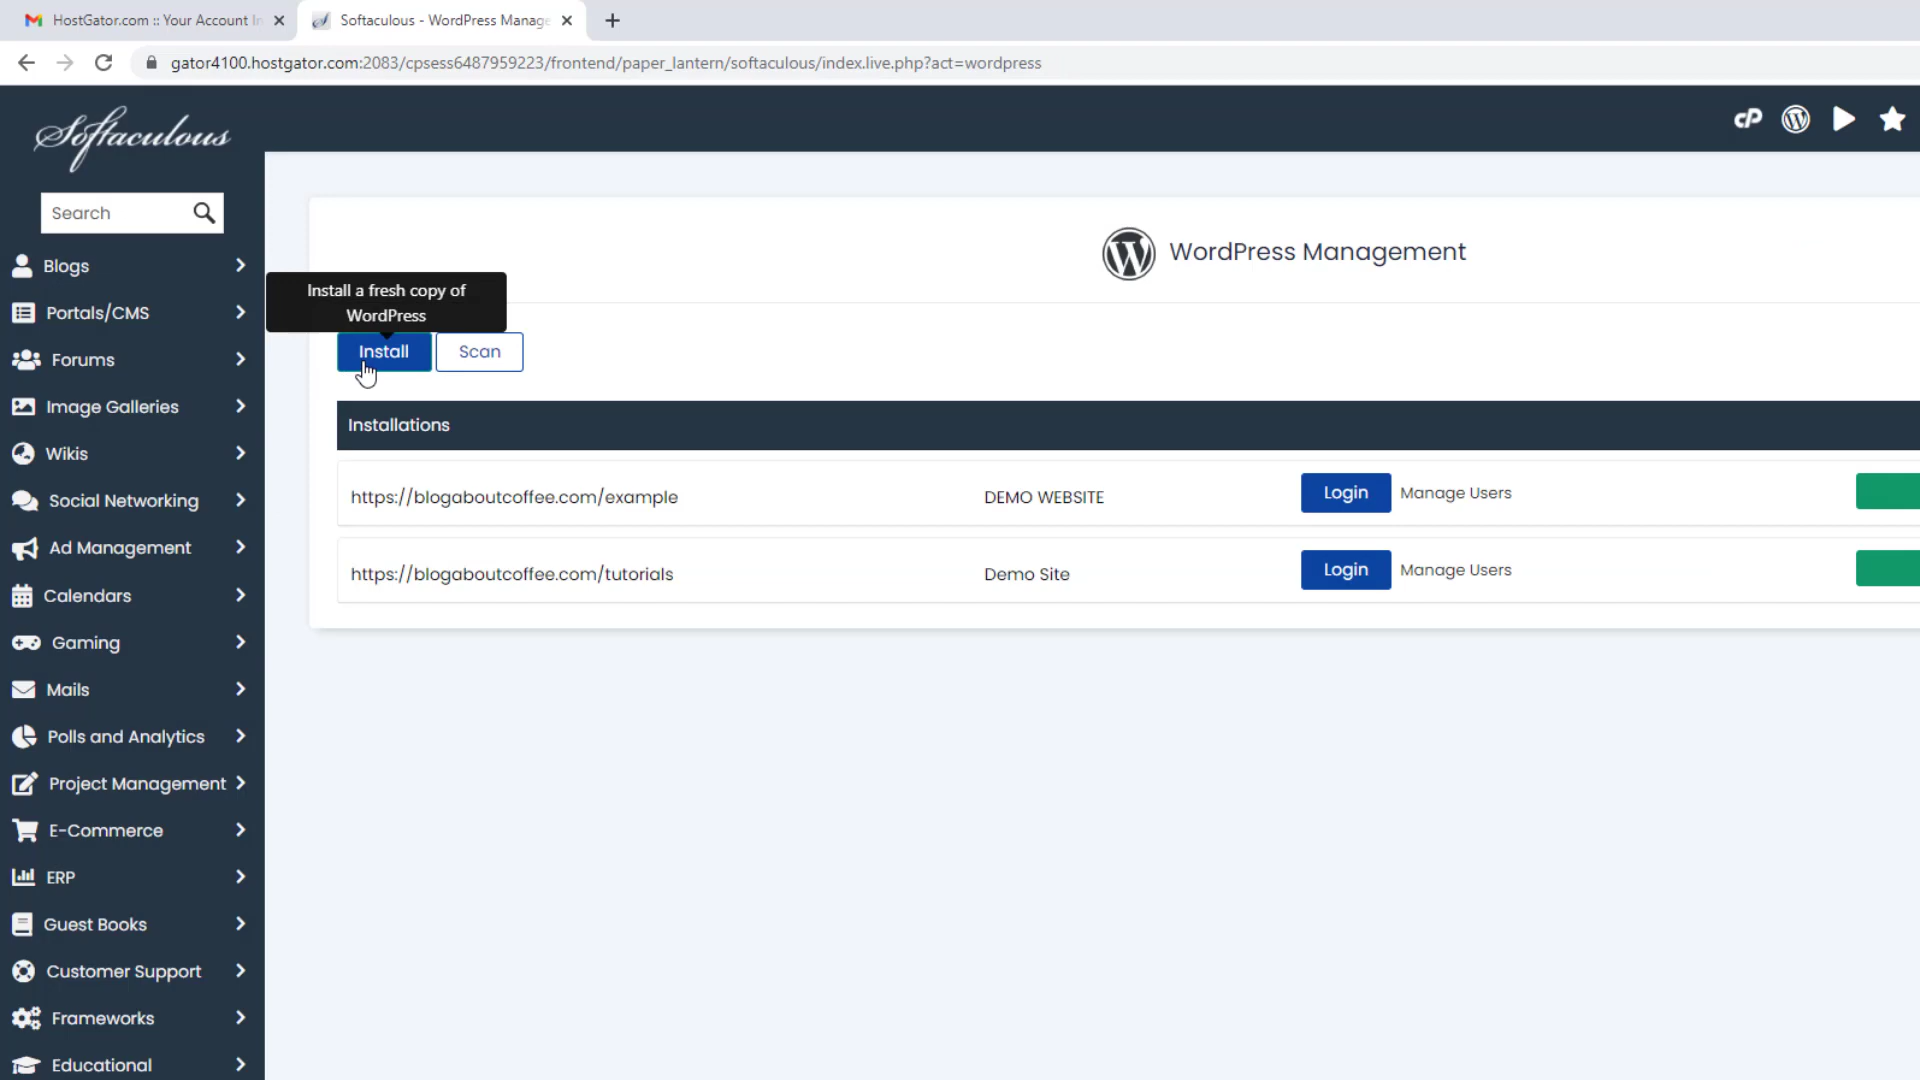 HostGator.com :: Your Account In
Softaculous - WordPress Manage
gator4100.hostgator.com:2083/cpsess6487959223/frontend/paper_lantern/softaculous/index.live.php?act=wordpress
Softaculous
cP
Search
WordPress Management
Blogs
Install a fresh copy of
WordPress
Portals/CMS
Install Scan
Forums
Image Galleries
Installations
Wikis
https://blogaboutcoffee.com/example DEMO WEBSITE Login Manage Users
Social Networking
Ad Management
https://blogaboutcoffee.com/tutorials Demo Site Login Manage Users
Calendars
Gaming
Mails
Polls and Analytics
Project Management
E-Commerce
ERP
Guest Books
Customer Support
Frameworks
Educational